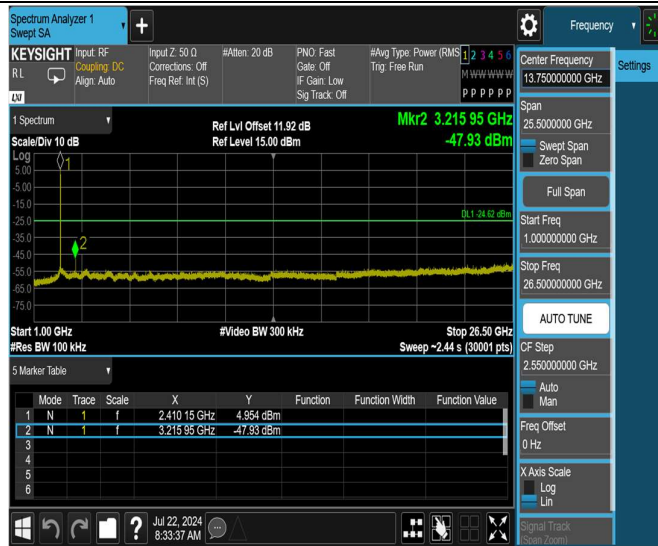 Spectrum Analyzer 1
Swept SA
Frequency
KEYSIGHT
RL
LXI
Input: RF
Coupling: DC
Align: Auto
Input Z: 50 Ω
Corrections: Off
Freq Ref: Int (S)
#Atten: 20 dB
PNO: Fast
Gate: Off
IF Gain: Low
Sig Track: Off
#Avg Type: Power (RMS
Trig: Free Run
1 2 3 4 5 6
M W W W W W
P P P P P P
1 Spectrum
Scale/Div 10 dB
Ref Lvl Offset 11.92 dB
Ref Level 15.00 dBm
Mkr2 3.215 95 GHz
-47.93 dBm
Log
1
5.00
-5.00
-15.0
-25.0
DL1 -24.62 dBm
-35.0
2
-45.0
-55.0
-65.0
-75.0
Start 1.00 GHz
#Res BW 100 kHz
#Video BW 300 kHz
Stop 26.50 GHz
Sweep ~2.44 s (30001 pts)
5 Marker Table
Mode Trace Scale X Y Function Function Width Function Value
1 N 1 f 2.410 15 GHz 4.954 dBm
2 N 1 f 3.215 95 GHz -47.93 dBm
3
4
5
6
Center Frequency
13.750000000 GHz
Settings
Span
25.5000000 GHz
Swept Span
Zero Span
Full Span
Start Freq
1.000000000 GHz
Stop Freq
26.500000000 GHz
AUTO TUNE
CF Step
2.550000000 GHz
Auto
Man
Freq Offset
0 Hz
X Axis Scale
Log
Lin
Signal Track
(Span Zoom)
?
Jul 22, 2024
8:33:37 AM